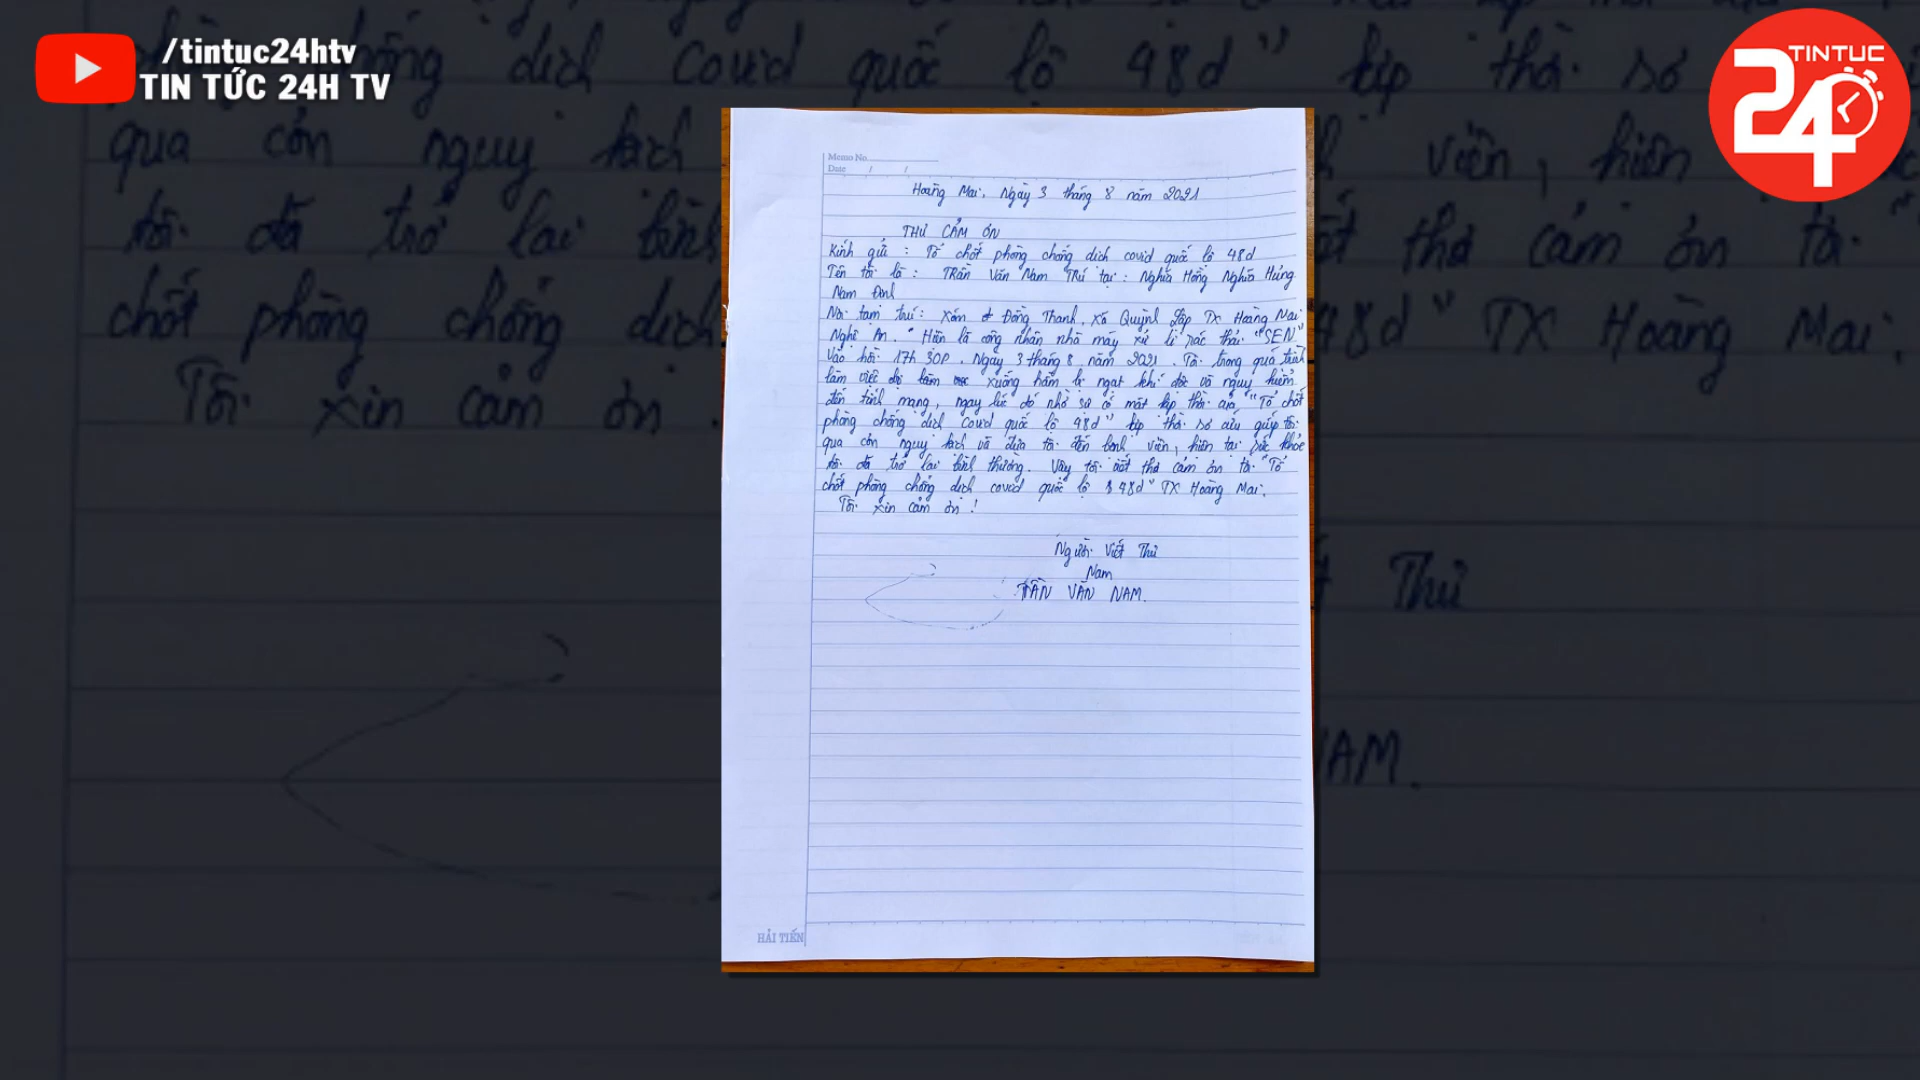 /tintuc24htv
TIN TỨC 24H TV
TINTUC
24
Memo No.
Date / /
Hoàng Mai, Ngày 3 tháng 8 năm 2021
THƯ CẢM ƠN
Kính gửi : Tổ chốt phòng chống dịch covid quốc lộ 48d
Tên tôi là : TRần Văn Nam TRú tại : Nghĩa Hồng Nghĩa Hưng
Nam Định
Nơi tạm trú : Xóm Đồng Thanh, Xã Quỳnh Lập TX Hoàng Mai
Nghệ An. Hiện là công nhân nhà máy xử lí rác thải "SEN"
Vào hồi 17h 30p. Ngày 3 tháng 8 năm 2021. Tôi trong quá trình
làm việc xuống hầm bị ngạt khí độc và nguy hiểm
đến tính mạng, ngay lúc đó nhờ sự có mặt kịp thời của "Tổ chốt
phòng chống dịch Covid quốc lộ 48d" kịp thời sơ cứu giúp tôi
qua cơn nguy kịch và đưa tôi đến bệnh viện, hiện tại sức khỏe
tôi đã trở lại bình thường. Vậy tôi viết thư cảm ơn tới "Tổ
chốt phòng chống dịch covid quốc lộ 48d" TX Hoàng Mai.
Tôi xin cảm ơn !
Người Viết Thư
Nam
TRẦN VĂN NAM.
HẢI TIẾN